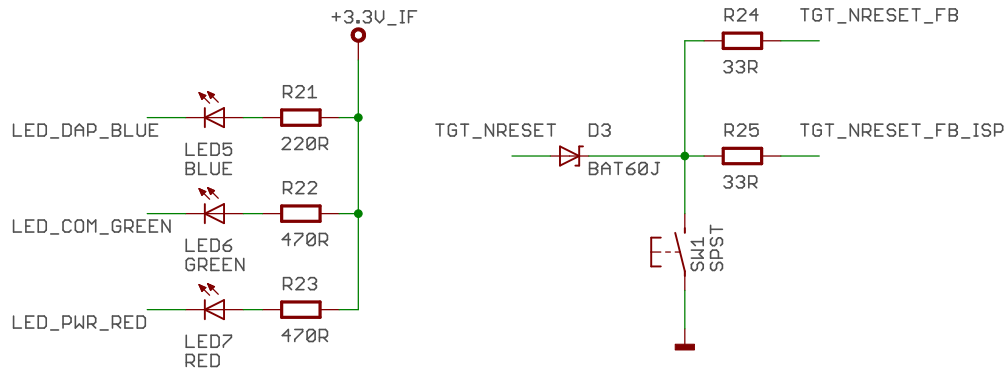 +3.3V_IF
R21
LED_DAP_BLUE
220R
LED5
BLUE
R22
LED_COM_GREEN
470R
LED6
GREEN
R23
LED_PWR_RED
470R
LED7
RED
R24
TGT_NRESET_FB
33R
TGT_NRESET
D3
R25
TGT_NRESET_FB_ISP
BAT60J
33R
SW1
SPST